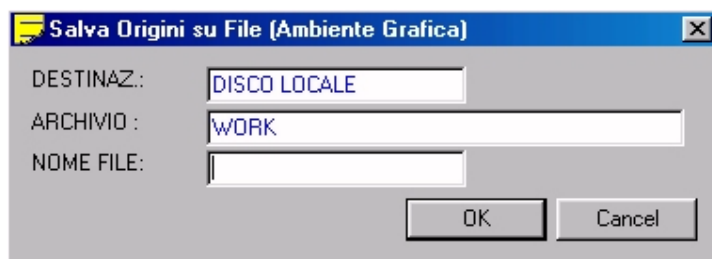 Salva Origini su File (Ambiente Grafica)
DESTINAZ.: DISCO LOCALE
ARCHIVIO : WORK
NOME FILE:
OK Cancel